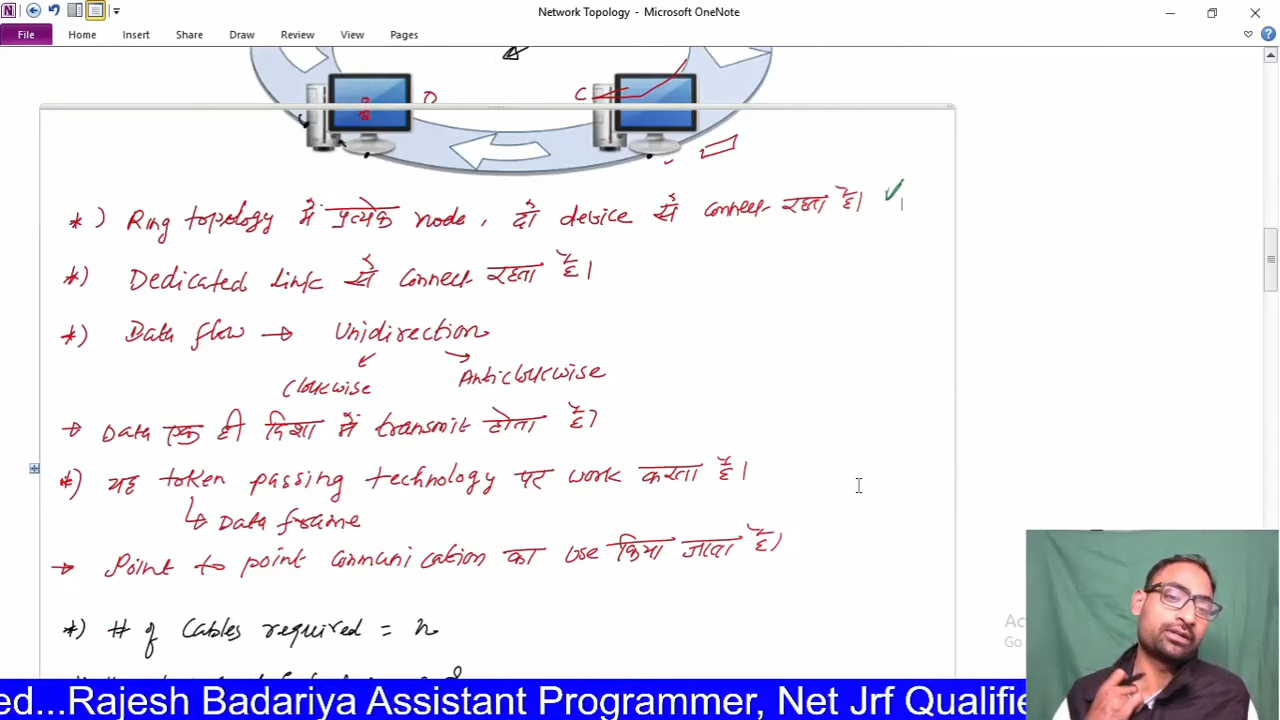 Network Topology - Microsoft OneNote
File Home Insert Share Draw Review View Pages
D
C
*) Ring topology में प्रत्येक node, दो device से connect रहता है।
*) Dedicated link से connect रहता है।
*) Data flow → Unidirection
Clockwise Anticlockwise
→ Data एक ही दिशा में transmit होता है।
*) यह token passing technology पर work करता है।
↳ Data frame
→ Point to point communication का use किया जाता है।
*) # of Cables required = n
Ac
Go
ed...Rajesh Badariya Assistant Programmer, Net Jrf Qualifie